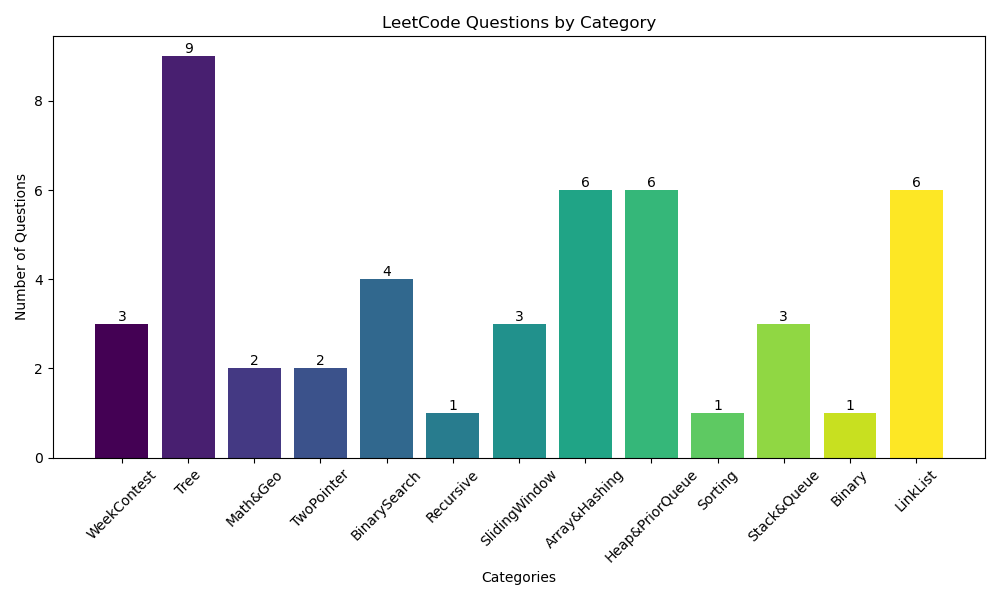 LeetCode Questions by Category
Number of Questions
8
6
4
2
0
3
9
2
2
4
1
3
6
6
1
3
1
6
WeekContest
Tree
Math&Geo
TwoPointer
BinarySearch
Recursive
SlidingWindow
Array&Hashing
Heap&PriorQueue
Sorting
Stack&Queue
Binary
LinkList
Categories